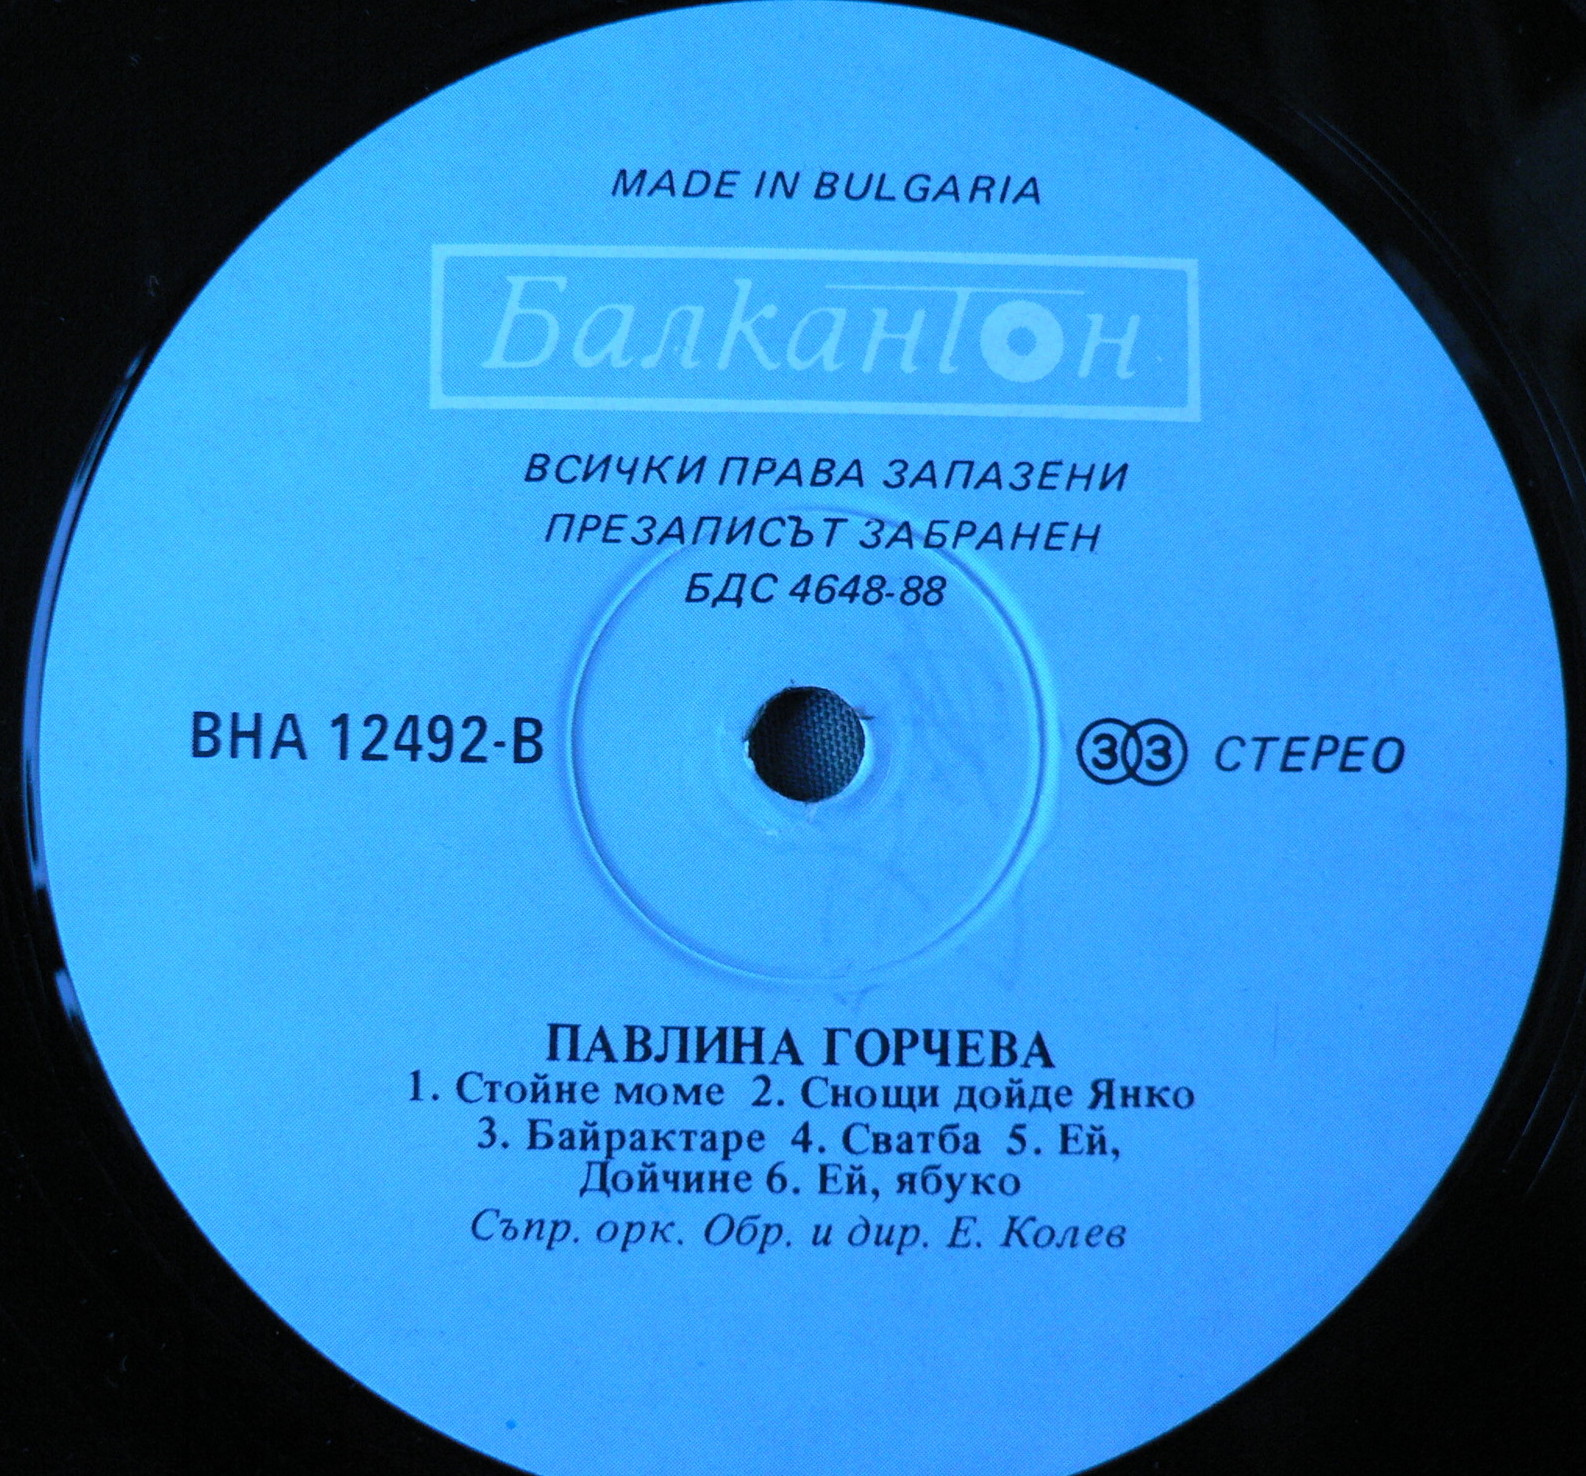 MADE IN BULGARIA
Балкантон
ВСИЧКИ ПРАВА ЗАПАЗЕНИ
ПРЕЗАПИСЪТ ЗАБРАНЕН
БДС 4648-88
ВНА 12492-В
33 СТЕРЕО
ПАВЛИНА ГОРЧЕВА
1. Стойне моме 2. Снощи дойде Янко
3. Байрактаре 4. Сватба 5. Ей,
Дойчине 6. Ей, ябуко
Съпр. орк. Обр. и дир. Е. Колев